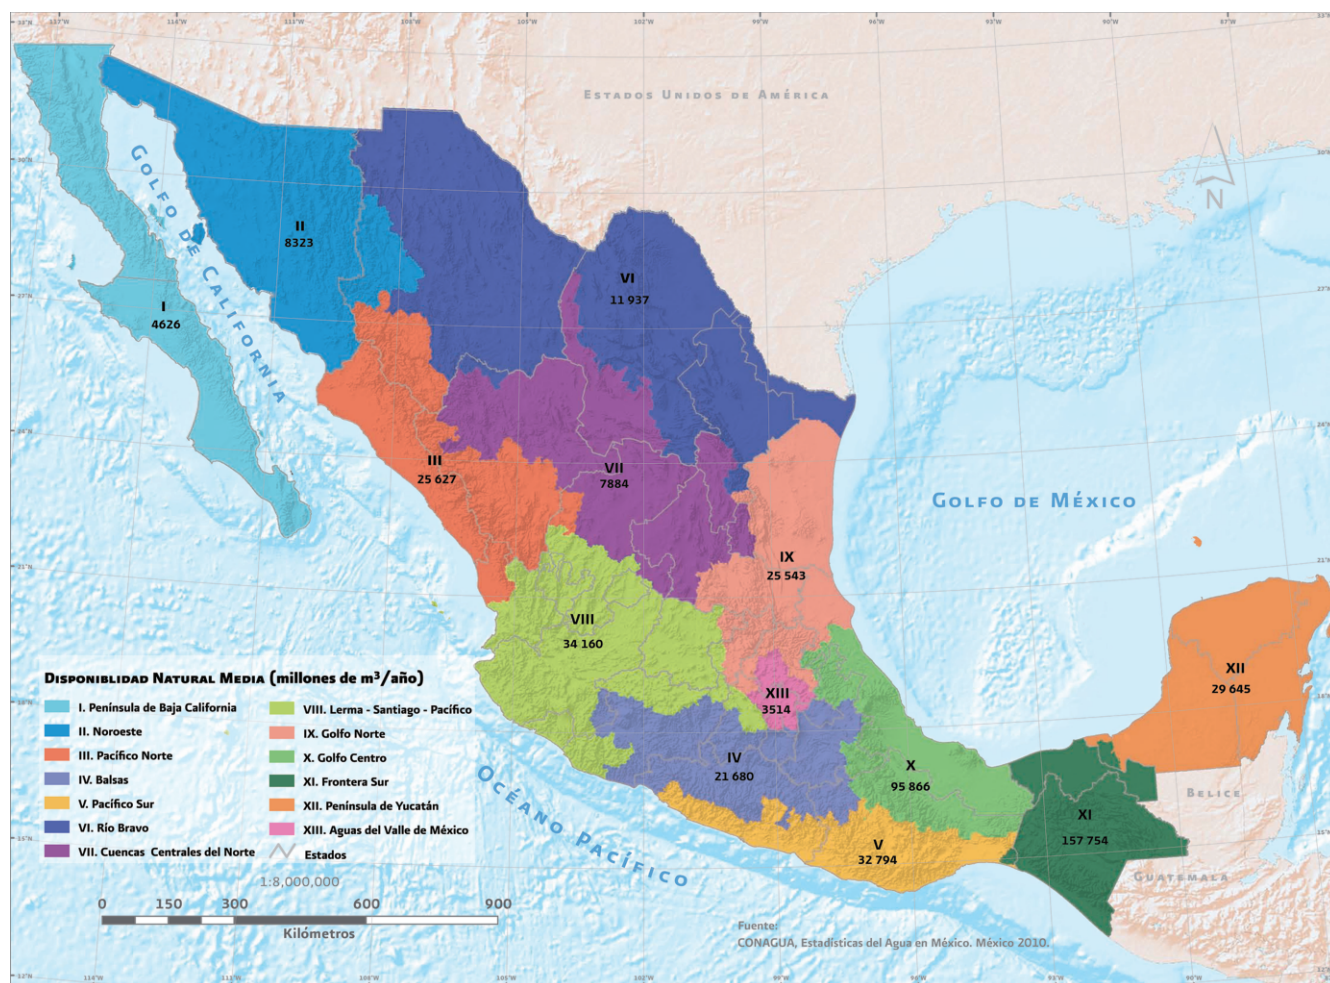 ESTADOS UNIDOS DE AMÉRICA
N
GOLFO DE CALIFORNIA
II
8323
VI
11 937
I
4626
III
25 627
VII
7884
GOLFO DE MÉXICO
IX
25 543
VIII
34 160
XII
29 645
XIII
3514
IV
21 680
X
95 866
BELICE
XI
157 754
V
32 794
GUATEMALA
OCÉANO PACÍFICO
DISPONIBLIDAD NATURAL MEDIA (millones de m³/año)
I. Península de Baja California
II. Noroeste
III. Pacífico Norte
IV. Balsas
V. Pacífico Sur
VI. Río Bravo
VII. Cuencas Centrales del Norte
VIII. Lerma - Santiago - Pacífico
IX. Golfo Norte
X. Golfo Centro
XI. Frontera Sur
XII. Península de Yucatán
XIII. Aguas del Valle de México
Estados
1:8,000,000
0 150 300 600 900
Kilómetros
Fuente:
CONAGUA, Estadísticas del Agua en México. México 2010.